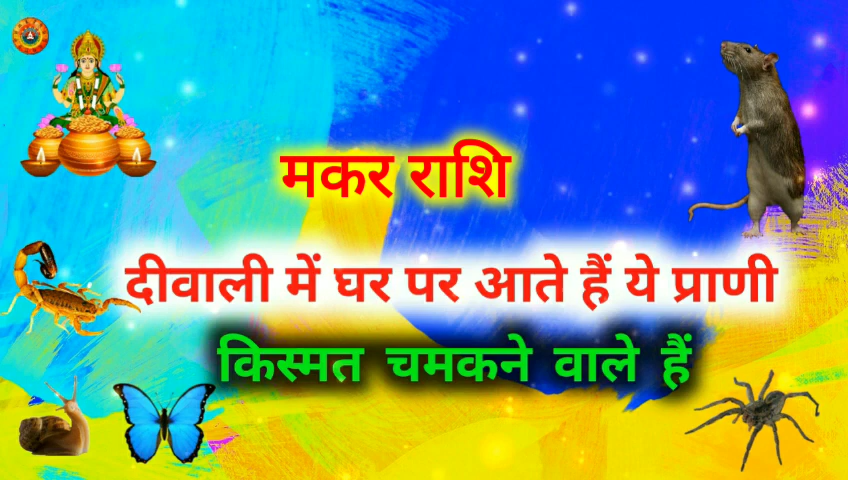 मकर राशि
दीवाली में घर पर आते हैं ये प्राणी
किस्मत चमकने वाले हैं